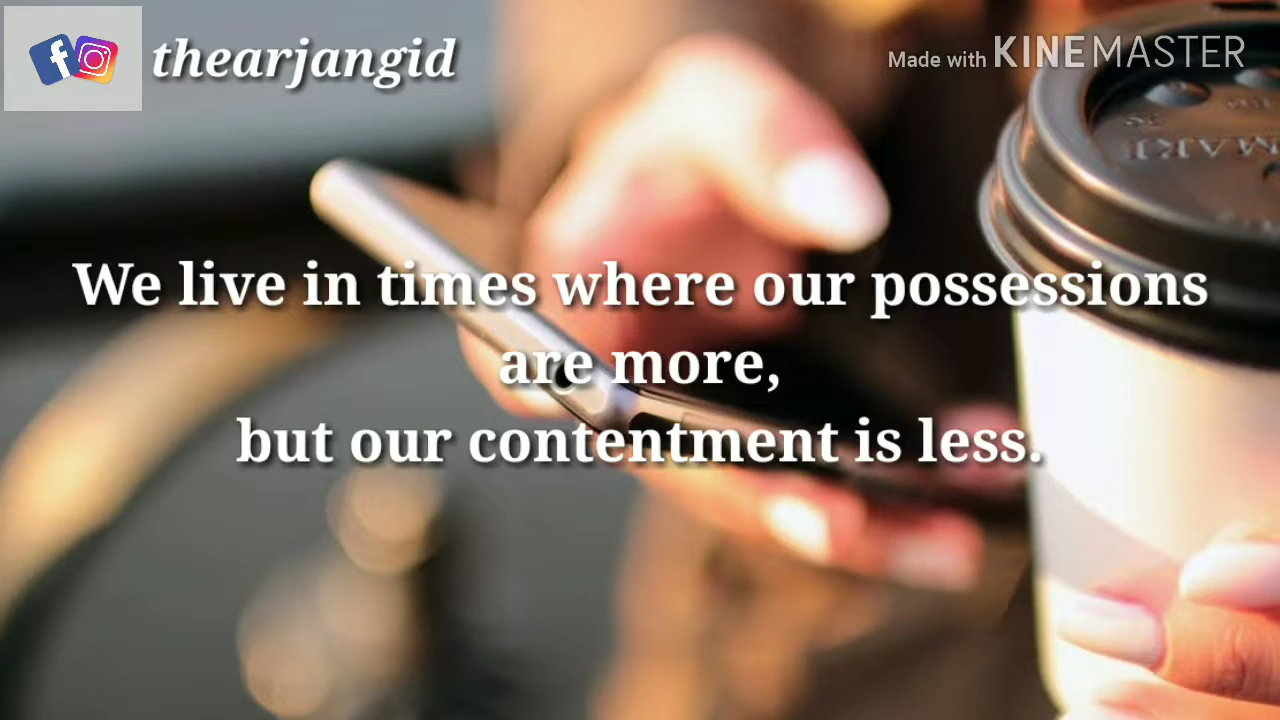 thearjangid
Made with KINEMASTER
We live in times where our possessions
are more,
but our contentment is less.